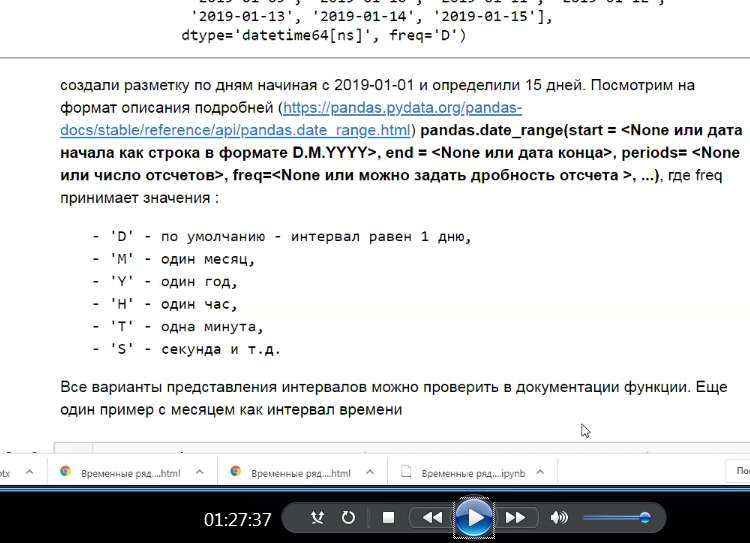 '2019-01-13', '2019-01-14', '2019-01-15'],
dtype='datetime64[ns]', freq='D')
создали разметку по дням начиная с 2019-01-01 и определили 15 дней. Посмотрим на
формат описания подробней (https://pandas.pydata.org/pandas-
docs/stable/reference/api/pandas.date_range.html) pandas.date_range(start = <None или дата
начала как строка в формате D.M.YYYY>, end = <None или дата конца>, periods= <None
или число отсчетов>, freq=<None или можно задать дробность отсчета >, ...), где freq
принимает значения :
- 'D' - по умолчанию - интервал равен 1 дню,
- 'M' - один месяц,
- 'Y' - один год,
- 'H' - один час,
- 'T' - одна минута,
- 'S' - секунда и т.д.
Все варианты представления интервалов можно проверить в документации функции. Еще
один пример с месяцем как интервал времени
Временные ряд....html Временные ряд....html Временные ряд....ipynb
01:27:37